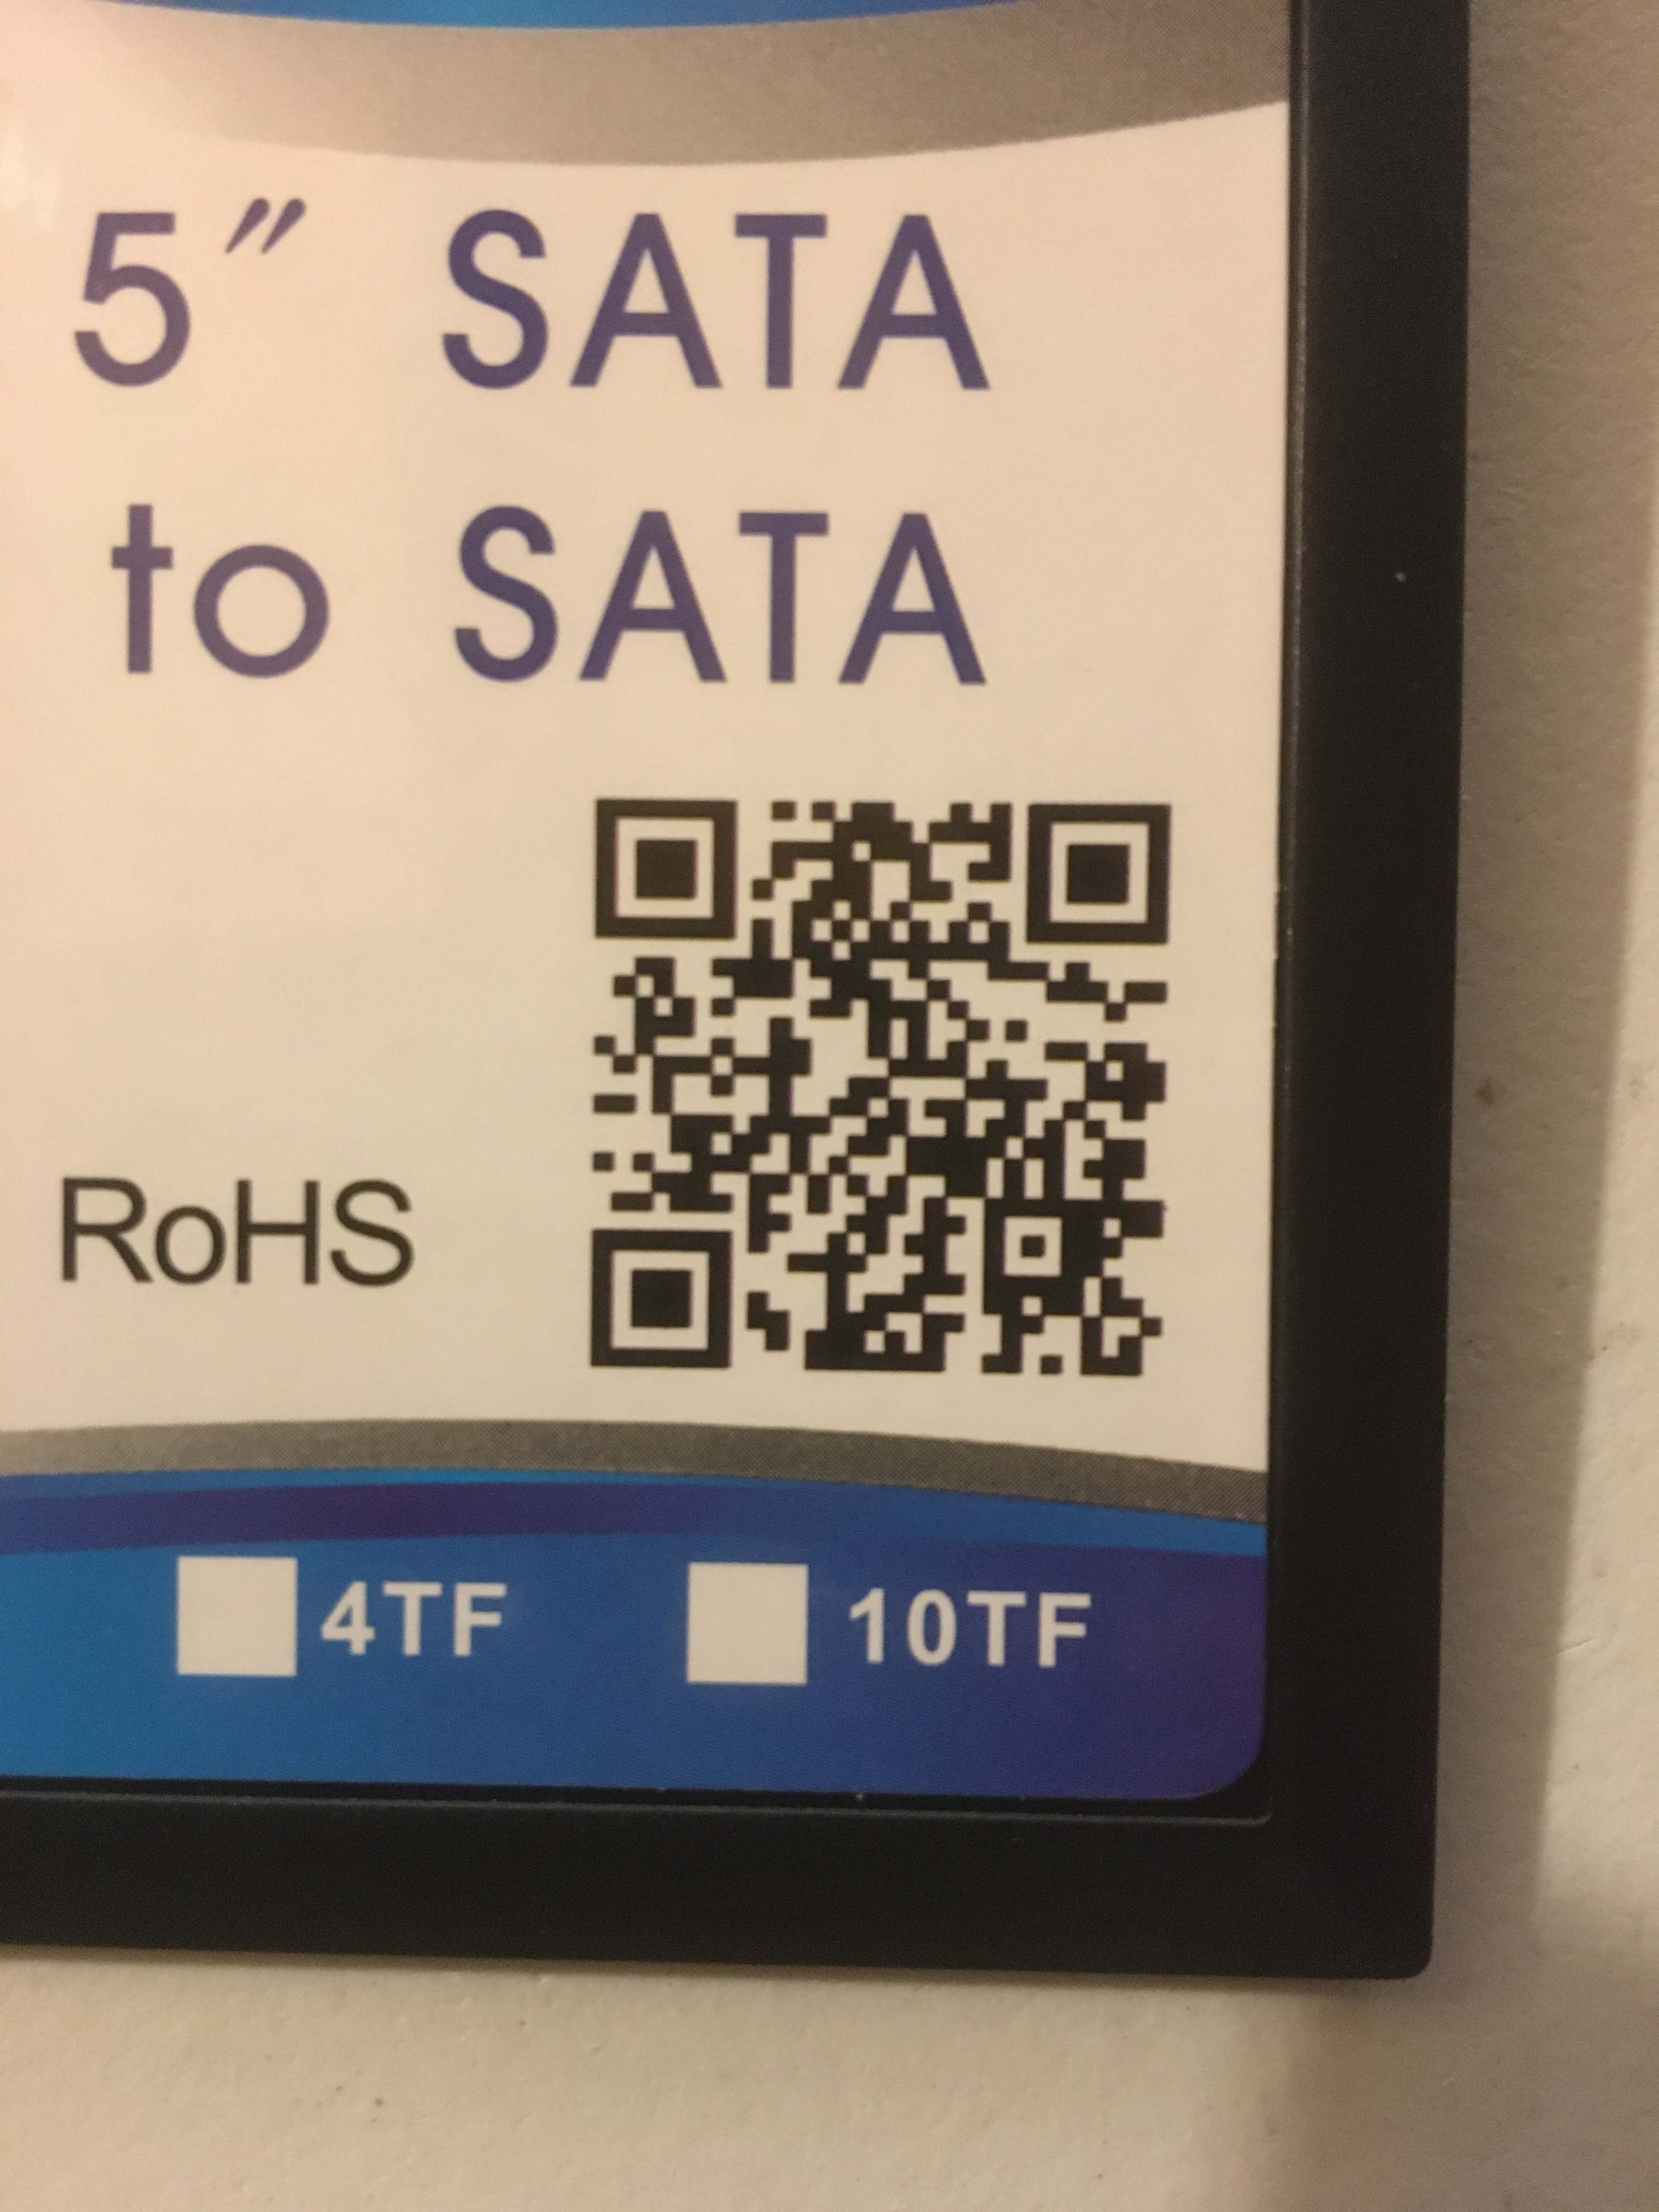 5″ SATA
to SATA
RoHS
4TF 10TF